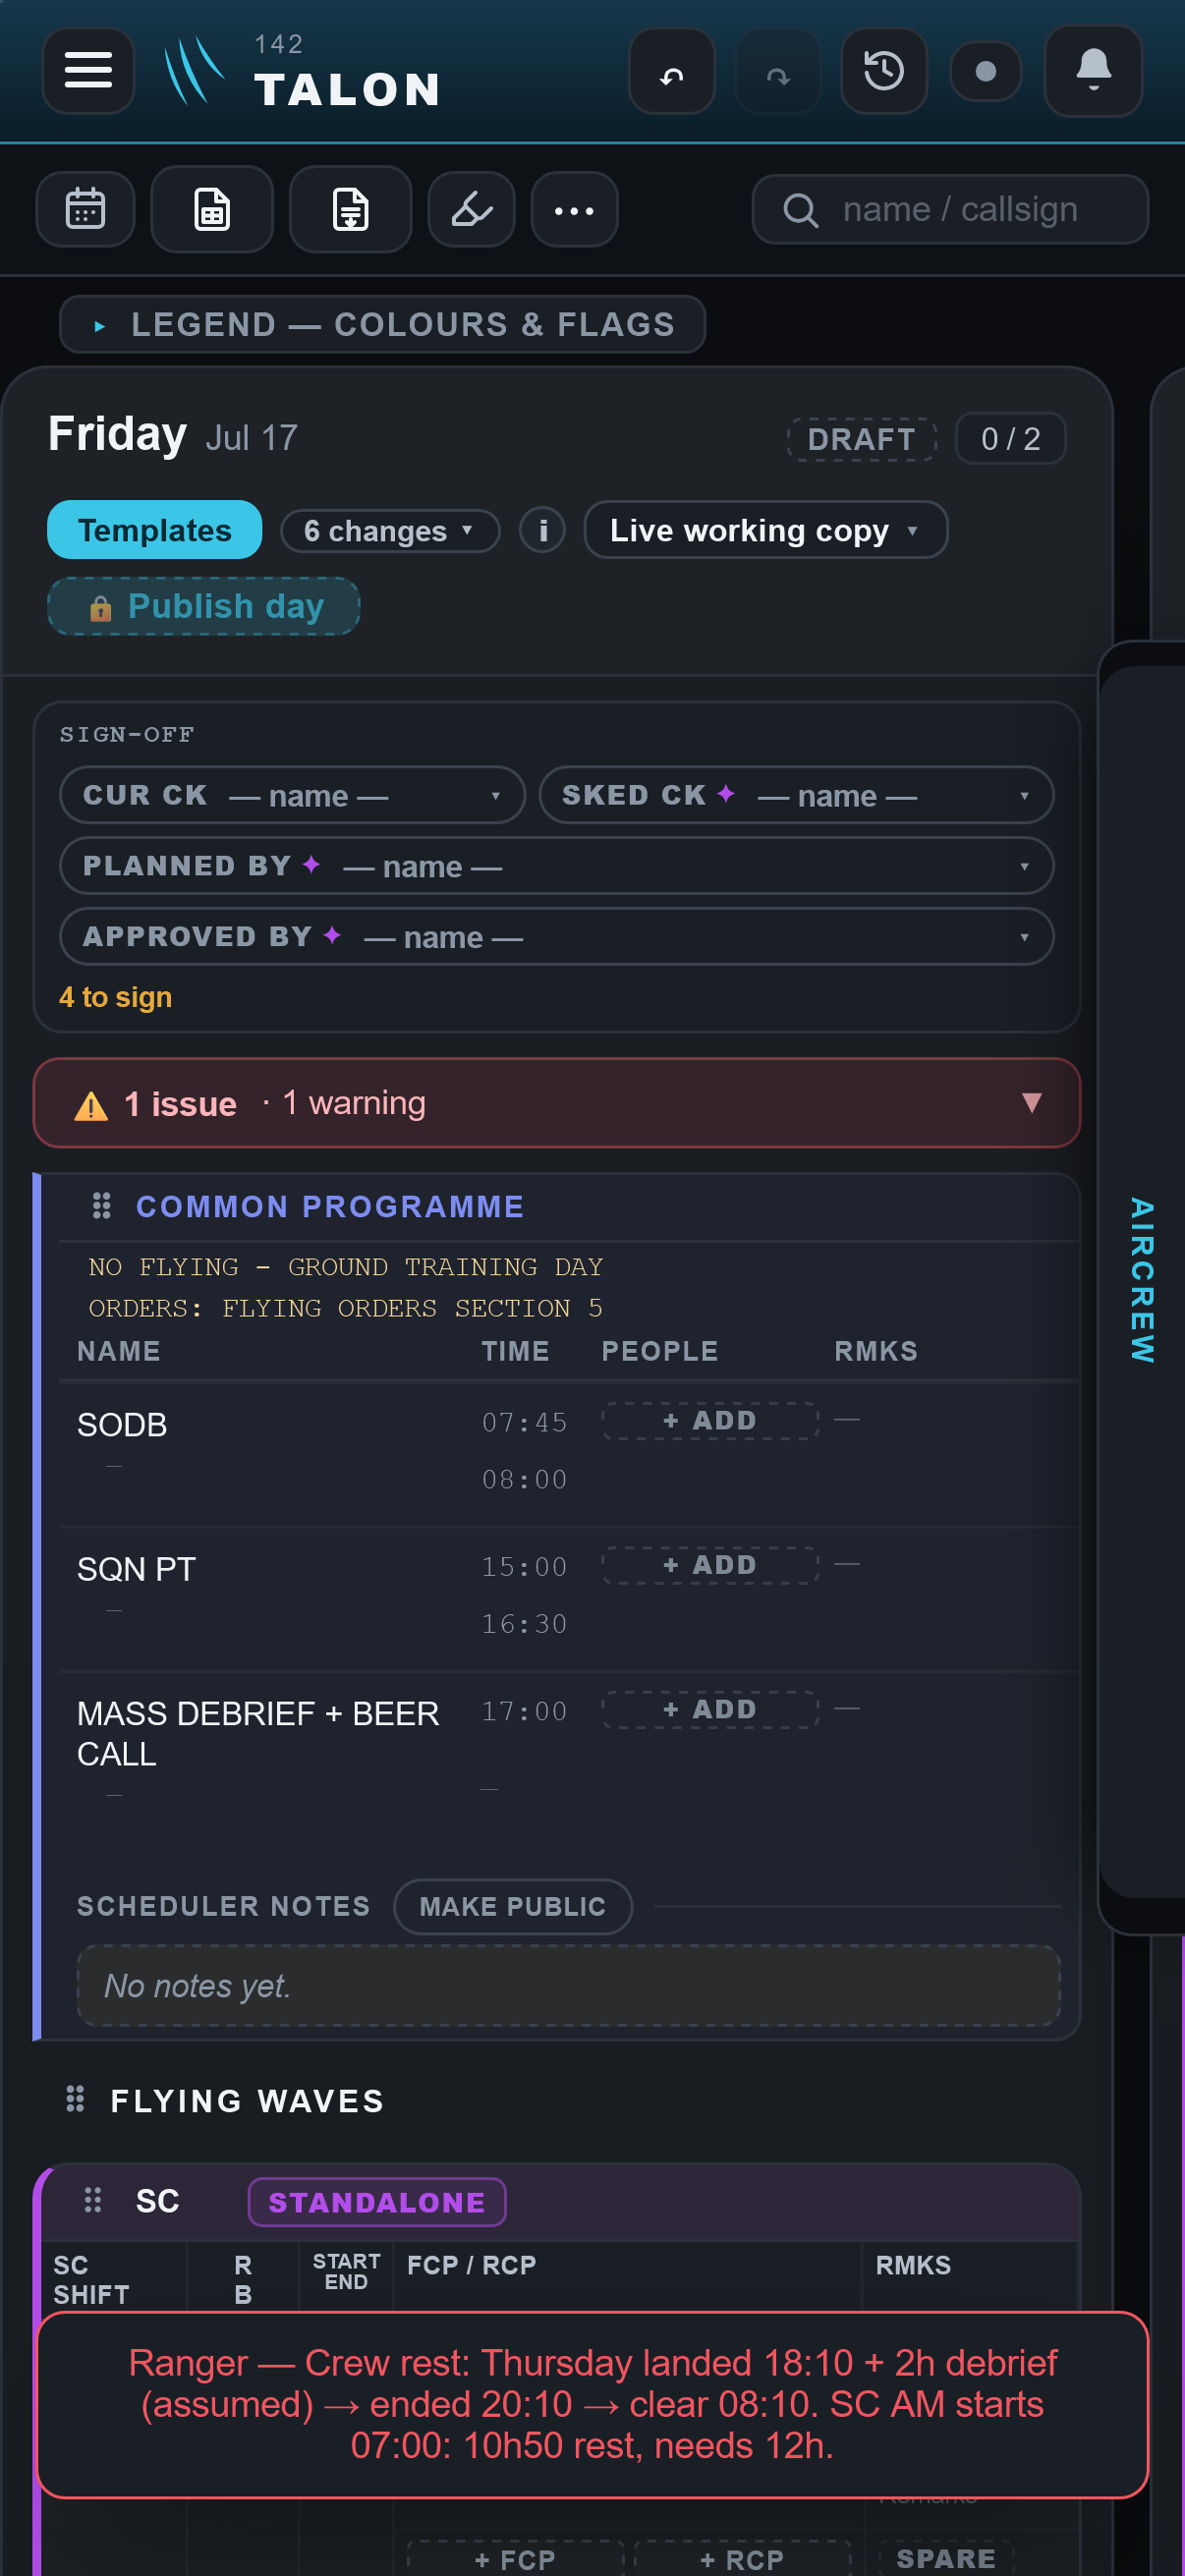 142
TALON
name / callsign
LEGEND — COLOURS & FLAGS
Friday Jul 17 DRAFT 0 / 2
Templates 6 changes i Live working copy
Publish day
SIGN-OFF
CUR CK — name — SKED CK — name —
PLANNED BY — name —
APPROVED BY — name —
4 to sign
1 issue · 1 warning
AIRCREW
COMMON PROGRAMME
NO FLYING - GROUND TRAINING DAY
ORDERS: FLYING ORDERS SECTION 5
NAME TIME PEOPLE RMKS
SODB 07:45 + ADD —
— 08:00
SQN PT 15:00 + ADD —
— 16:30
MASS DEBRIEF + BEER 17:00 + ADD —
CALL
— —
SCHEDULER NOTES MAKE PUBLIC
No notes yet.
FLYING WAVES
SC STANDALONE
SC R START FCP / RCP RMKS
SHIFT B END
Ranger — Crew rest: Thursday landed 18:10 + 2h debrief
(assumed) → ended 20:10 → clear 08:10. SC AM starts
07:00: 10h50 rest, needs 12h.
+ FCP + RCP SPARE